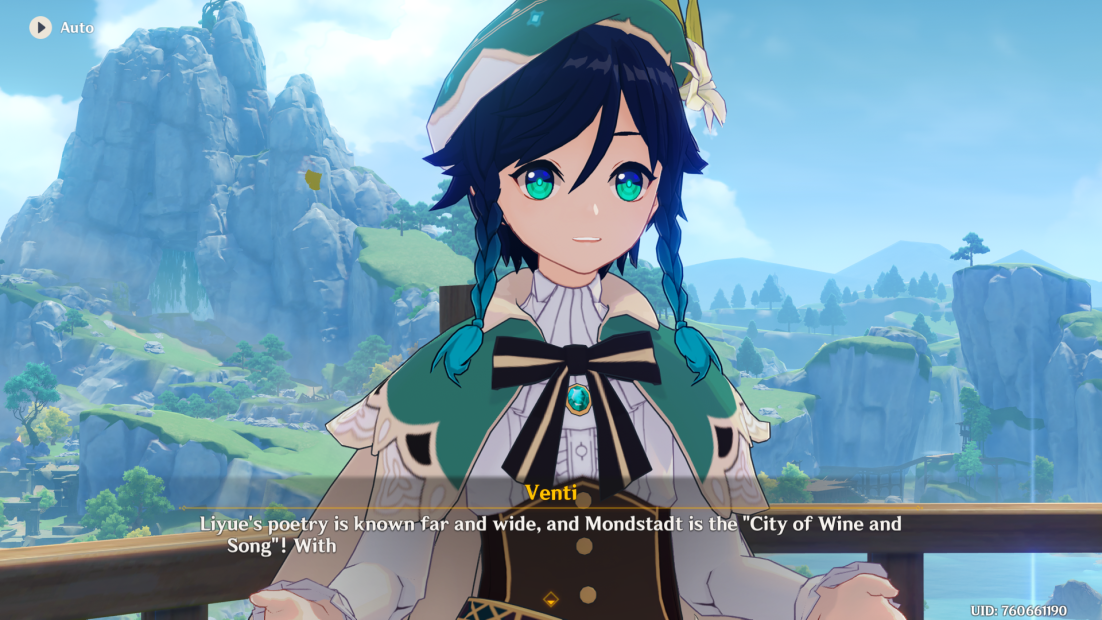 Auto
Venti
Liyue's poetry is known far and wide, and Mondstadt is the "City of Wine and
Song"! With
UID: 760661190